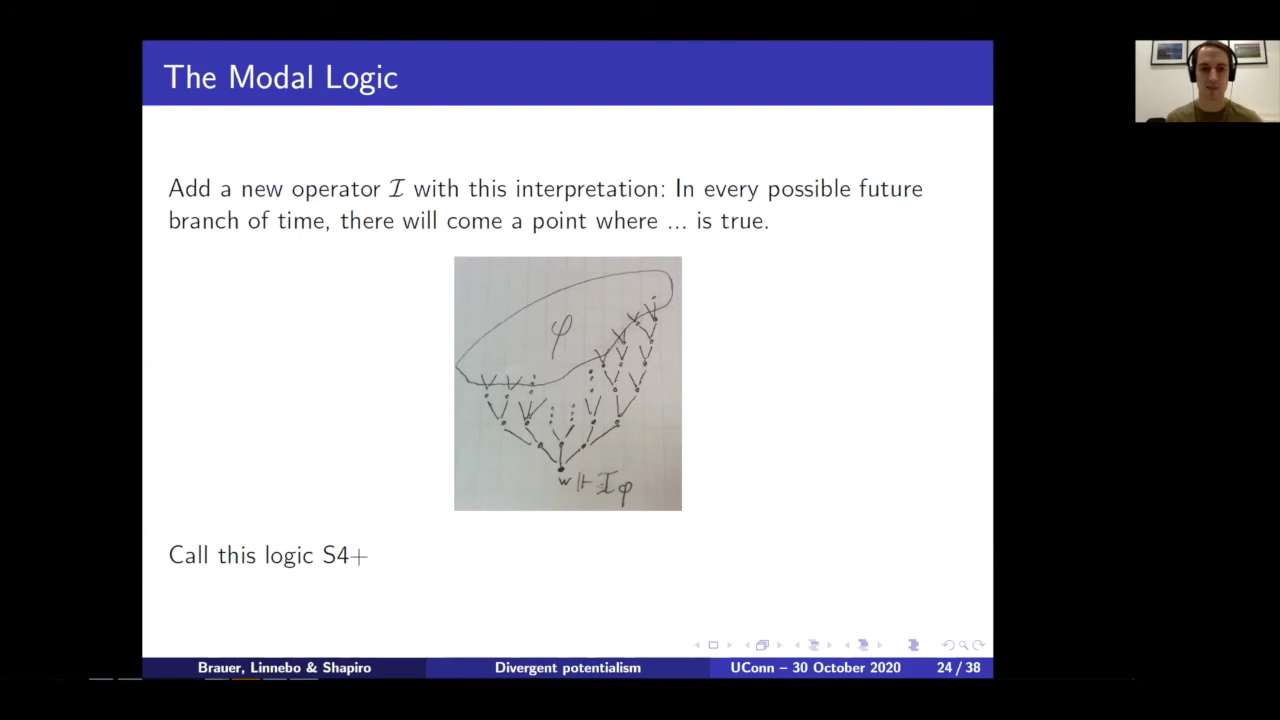 The Modal Logic
Add a new operator ℐ with this interpretation: In every possible future
branch of time, there will come a point where ... is true.
φ
w ⊩ ℐφ
Call this logic S4+
Brauer, Linnebo & Shapiro
Divergent potentialism
UConn – 30 October 2020
24 / 38